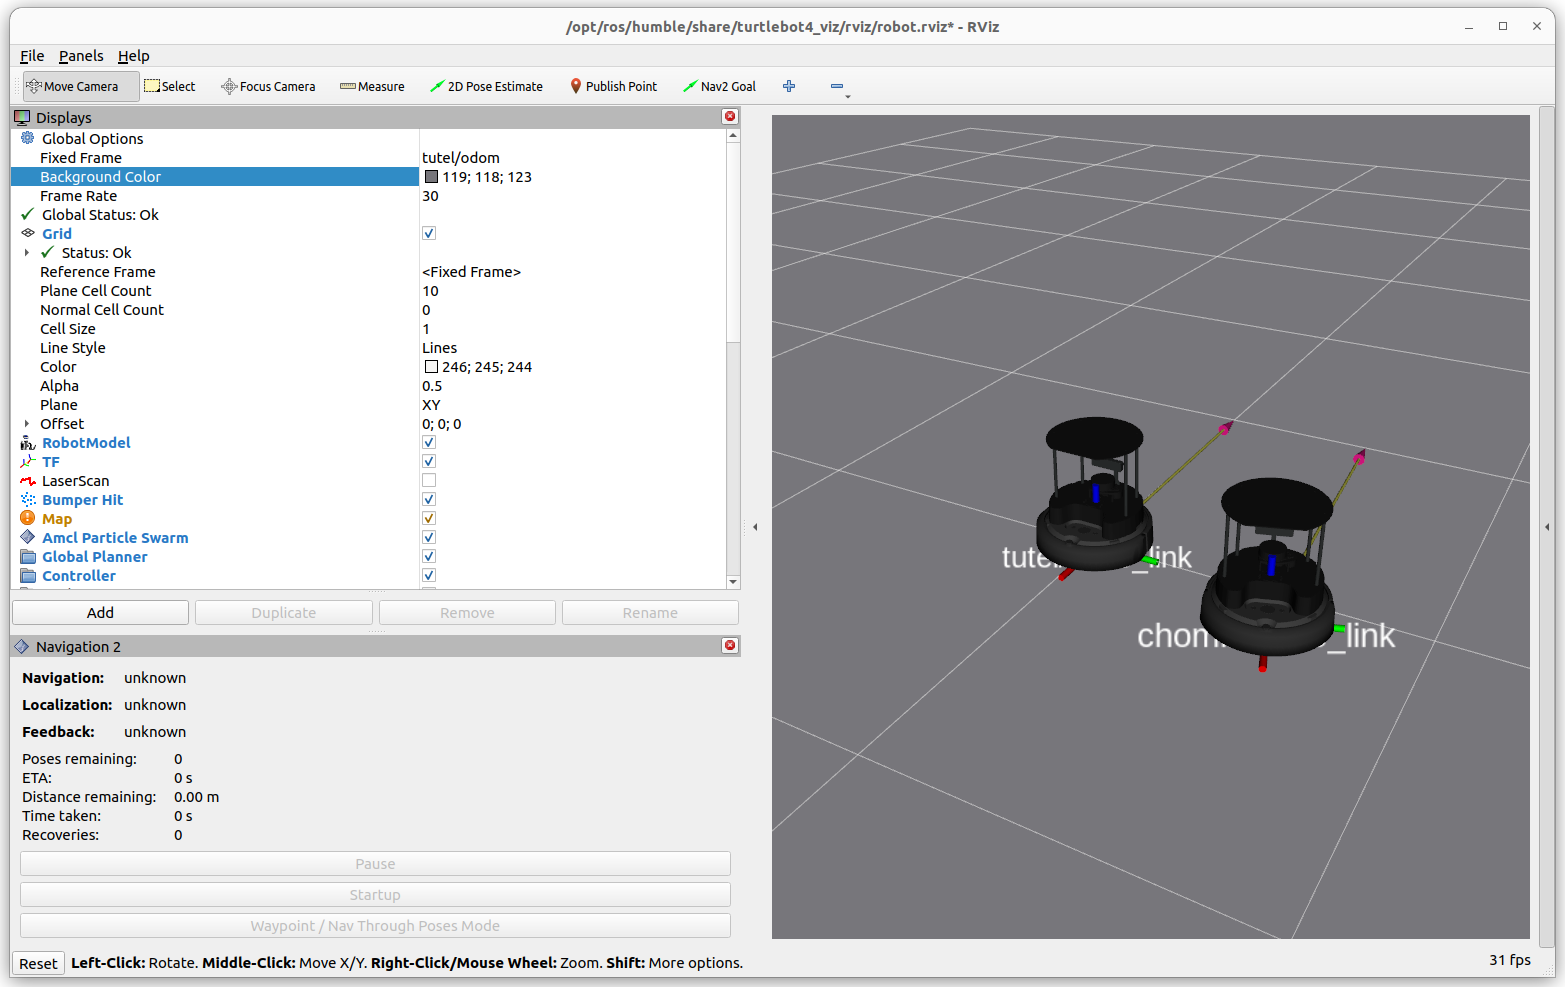 /opt/ros/humble/share/turtlebot4_viz/rviz/robot.rviz* - RViz
File Panels Help
Move Camera Select Focus Camera Measure 2D Pose Estimate Publish Point Nav2 Goal
Displays
Global Options
Fixed Frame tutel/odom
Background Color 119; 118; 123
Frame Rate 30
Global Status: Ok
Grid
Status: Ok
Reference Frame <Fixed Frame>
Plane Cell Count 10
Normal Cell Count 0
Cell Size 1
Line Style Lines
Color 246; 245; 244
Alpha 0.5
Plane XY
Offset 0; 0; 0
RobotModel
TF
LaserScan
Bumper Hit
Map
Amcl Particle Swarm
Global Planner
Controller
Add Duplicate Remove Rename
Navigation 2
Navigation: unknown
Localization: unknown
Feedback: unknown
Poses remaining: 0
ETA: 0 s
Distance remaining: 0.00 m
Time taken: 0 s
Recoveries: 0
Pause
Startup
Waypoint / Nav Through Poses Mode
Reset Left-Click: Rotate. Middle-Click: Move X/Y. Right-Click/Mouse Wheel: Zoom. Shift: More options.
31 fps